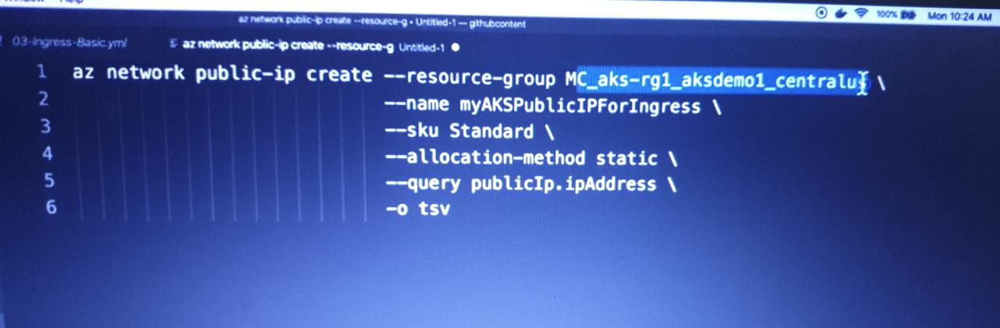 Help
100% Mon 10:24 AM
az network public-ip create --resource-g • Untitled-1 — githubcontent
03-Ingress-Basic.yml az network public-ip create --resource-g Untitled-1 ●
1 az network public-ip create --resource-group MC_aks-rg1_aksdemo1_centralus \
2 --name myAKSPublicIPForIngress \
3 --sku Standard \
4 --allocation-method static \
5 --query publicIp.ipAddress \
6 -o tsv